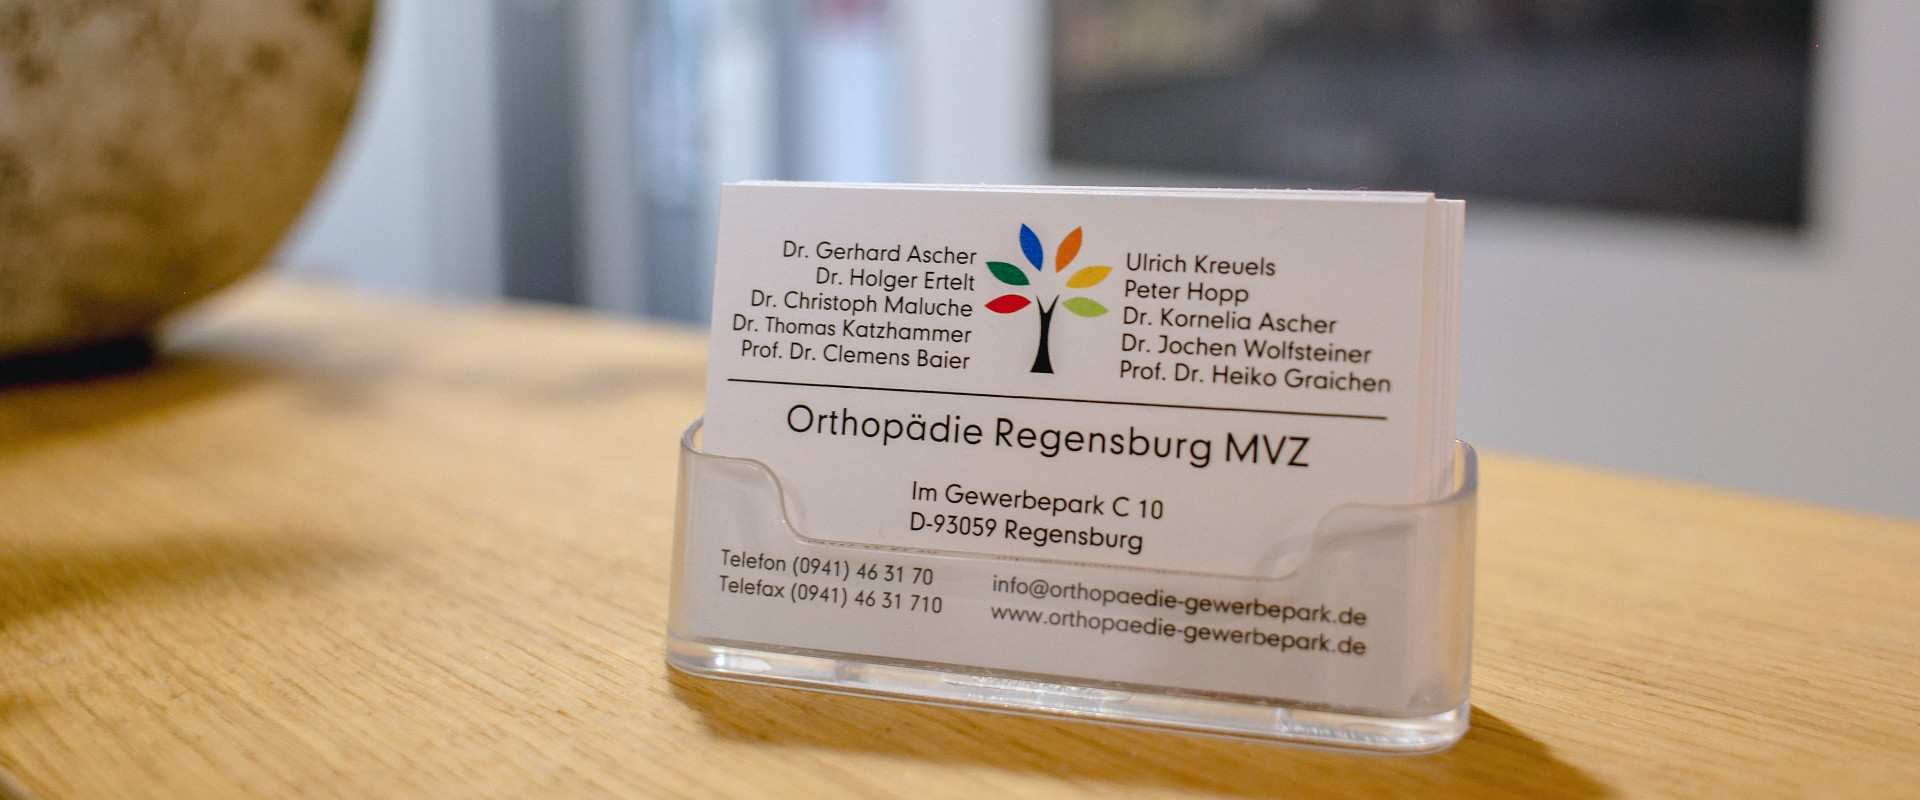 Dr. Gerhard Ascher
Dr. Holger Ertelt
Dr. Christoph Maluche
Dr. Thomas Katzhammer
Prof. Dr. Clemens Baier
Ulrich Kreuels
Peter Hopp
Dr. Kornelia Ascher
Dr. Jochen Wolfsteiner
Prof. Dr. Heiko Graichen
Orthopädie Regensburg MVZ
Im Gewerbepark C 10
D-93059 Regensburg
Telefon (0941) 46 31 70
Telefax (0941) 46 31 710
info@orthopaedie-gewerbepark.de
www.orthopaedie-gewerbepark.de